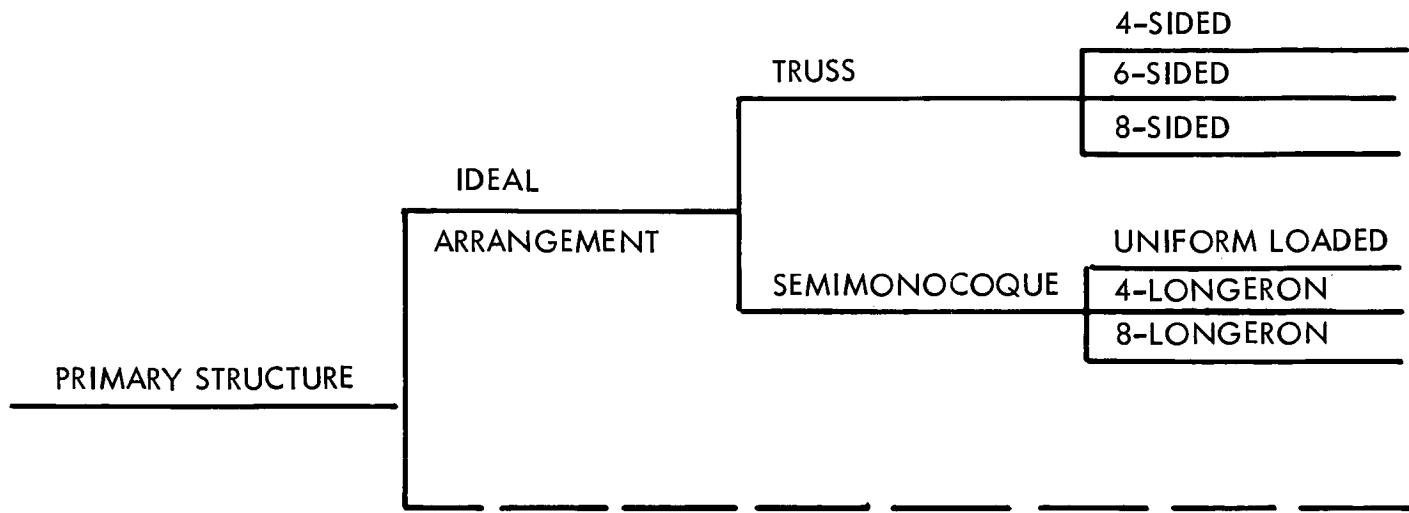 4-SIDED
TRUSS
6-SIDED
8-SIDED
IDEAL
ARRANGEMENT
UNIFORM LOADED
SEMIMONOCOQUE
4-LONGERON
8-LONGERON
PRIMARY STRUCTURE